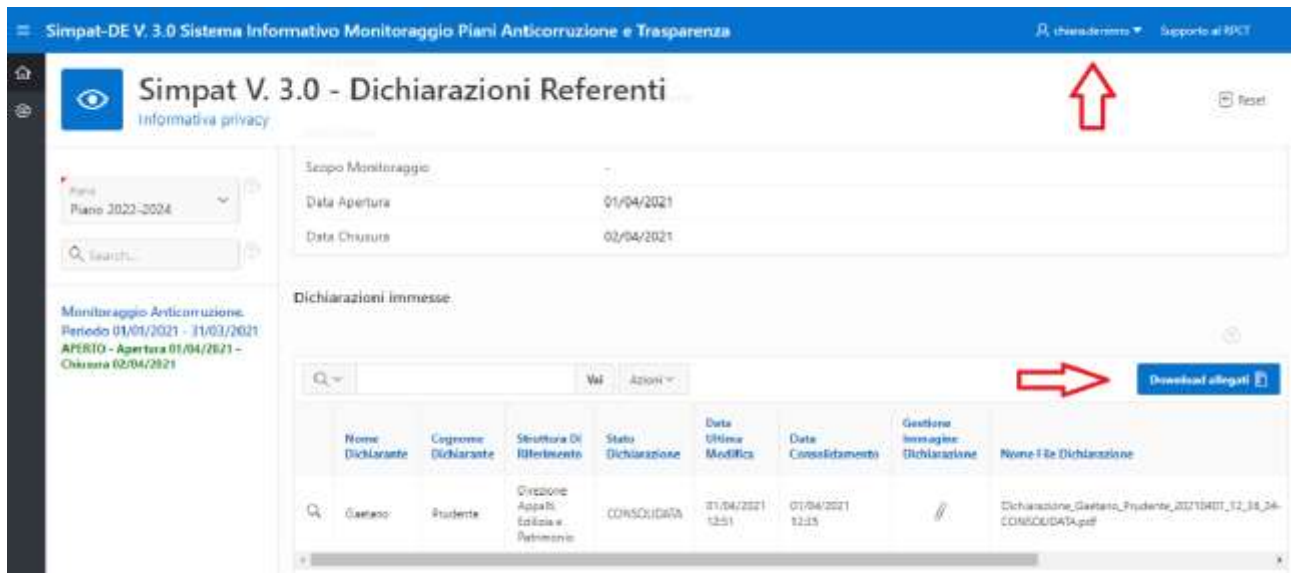 Simpat-DE V. 3.0 Sistema Informativo Monitoraggio Piani Anticorruzione e Trasparenza
Supporto al RPCT
Simpat V. 3.0 - Dichiarazioni Referenti
Informativa privacy
Reset
Piano
Piano 2022-2024
Search...
Monitoraggio Anticorruzione.
Periodo 01/01/2021 - 31/03/2021
APERTO - Apertura 01/04/2021 –
Chiusura 02/04/2021
Scopo Monitoraggio -
Data Apertura 01/04/2021
Data Chiusura 02/04/2021
Dichiarazioni immesse
Vai Azioni
Download allegati
Nome Dichiarante
Cognome Dichiarante
Struttura Di Riferimento
Stato Dichiarazione
Data Ultima Modifica
Data Consolidamento
Gestione Immagine Dichiarazione
Nome File Dichiarazione
Gaetano
Prudente
Direzione
Appalti,
Edilizia e
Patrimonio
CONSOLIDATA
01/04/2021
12:51
01/04/2021
Dichiarazione_Gaetano_Prudente_20210401_12_34_34-
CONSOLIDATA.pdf